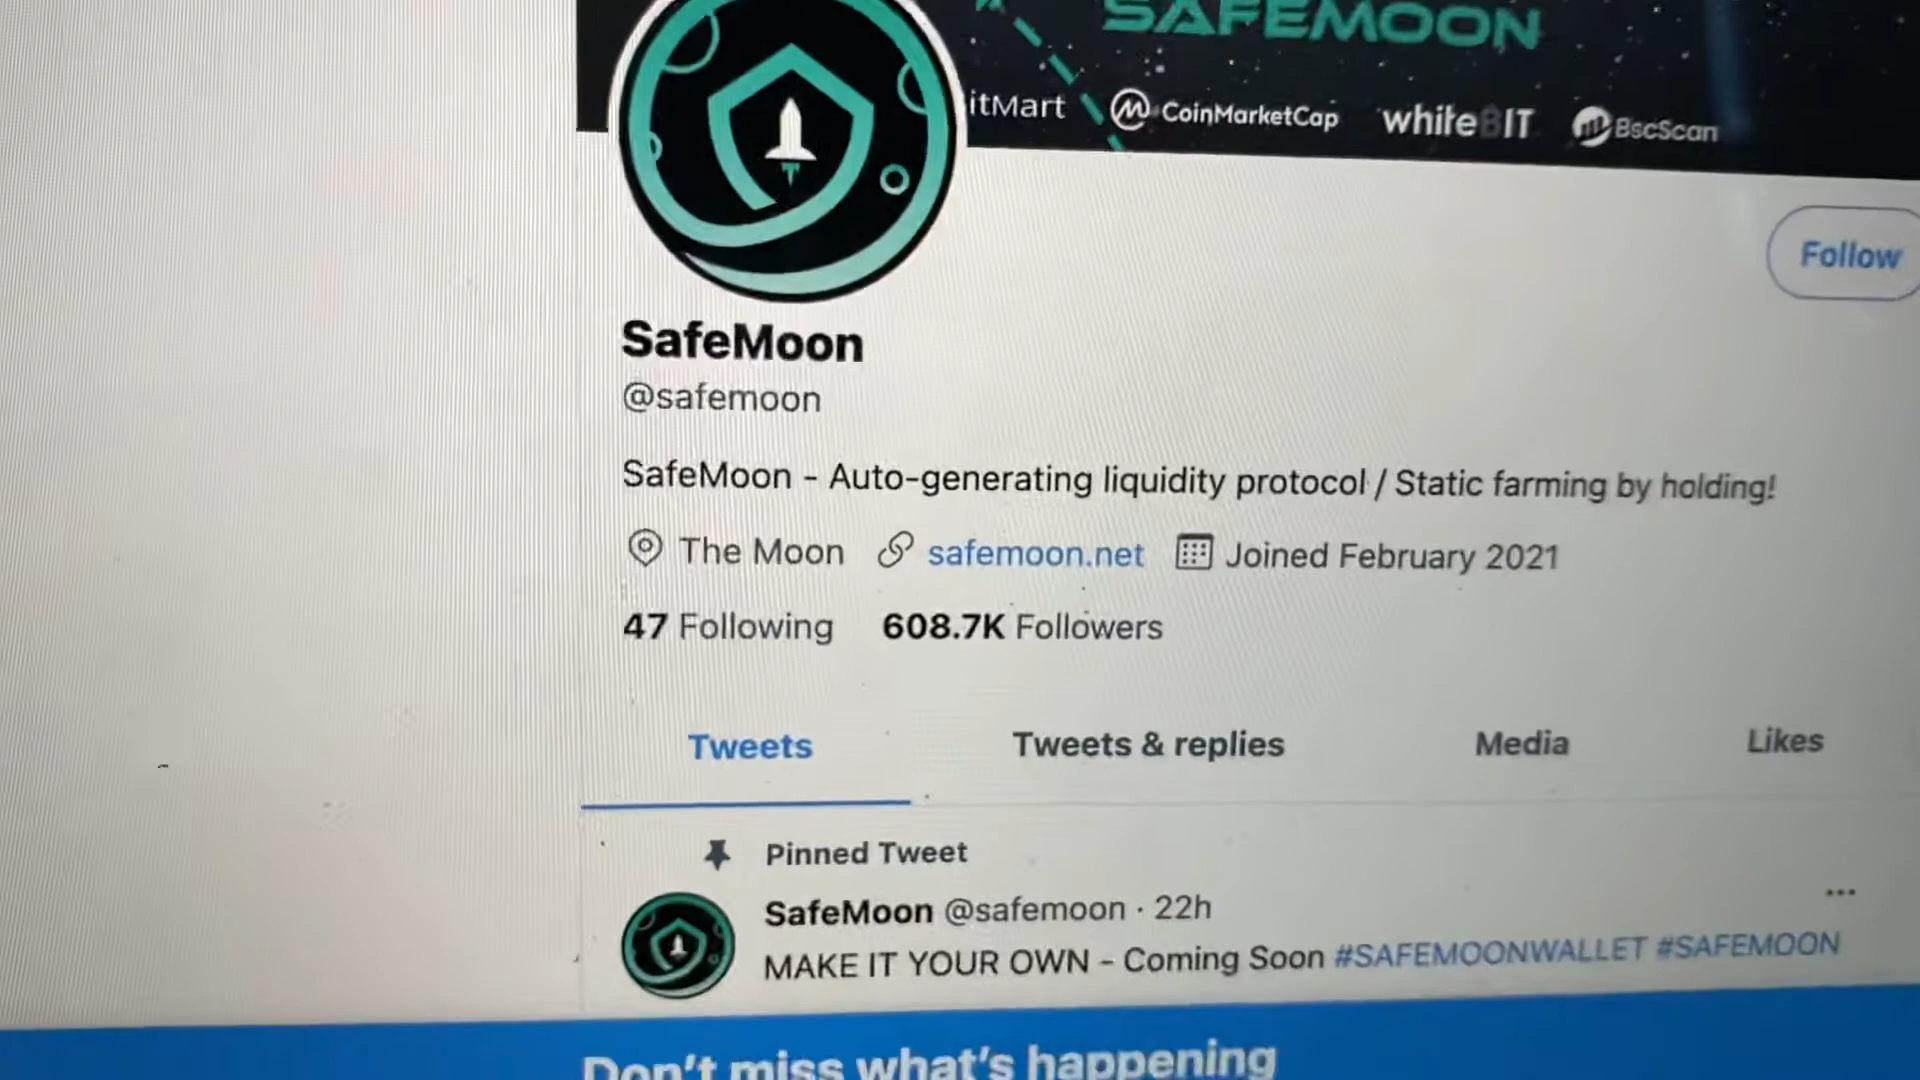 SAFEMOON
itMart CoinMarketCap whiteBIT BscScan
Follow
SafeMoon
@safemoon
SafeMoon - Auto-generating liquidity protocol / Static farming by holding!
The Moon safemoon.net Joined February 2021
47 Following 608.7K Followers
Tweets Tweets & replies Media Likes
Pinned Tweet
SafeMoon @safemoon · 22h
MAKE IT YOUR OWN - Coming Soon #SAFEMOONWALLET #SAFEMOON
Don't miss what's happening